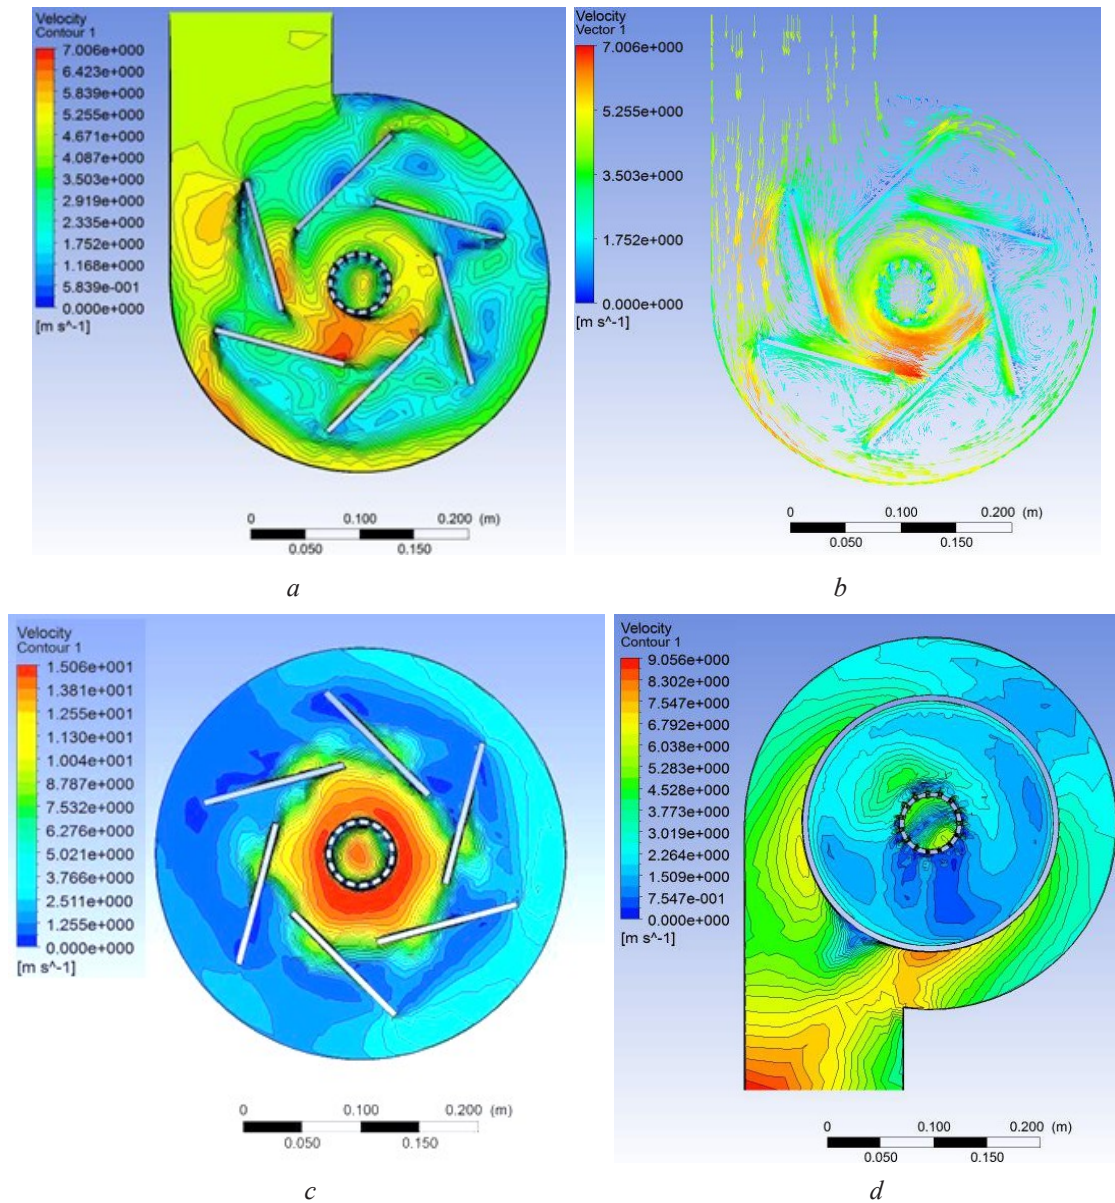 Velocity
Contour 1
7.006e+000
6.423e+000
5.839e+000
5.255e+000
4.671e+000
4.087e+000
3.503e+000
2.919e+000
2.335e+000
1.752e+000
1.168e+000
5.839e-001
0.000e+000
[m s^-1]
0 0.100 0.200 (m)
0.050 0.150
a
Velocity
Vector 1
7.006e+000
5.255e+000
3.503e+000
1.752e+000
0.000e+000
[m s^-1]
0 0.100 0.200 (m)
0.050 0.150
b
Velocity
Contour 1
1.506e+001
1.381e+001
1.255e+001
1.130e+001
1.004e+001
8.787e+000
7.532e+000
6.276e+000
5.021e+000
3.766e+000
2.511e+000
1.255e+000
0.000e+000
[m s^-1]
0 0.100 0.200 (m)
0.050 0.150
c
Velocity
Contour 1
9.056e+000
8.302e+000
7.547e+000
6.792e+000
6.038e+000
5.283e+000
4.528e+000
3.773e+000
3.019e+000
2.264e+000
1.509e+000
7.547e-001
0.000e+000
[m s^-1]
0 0.100 0.200 (m)
0.050 0.150
d